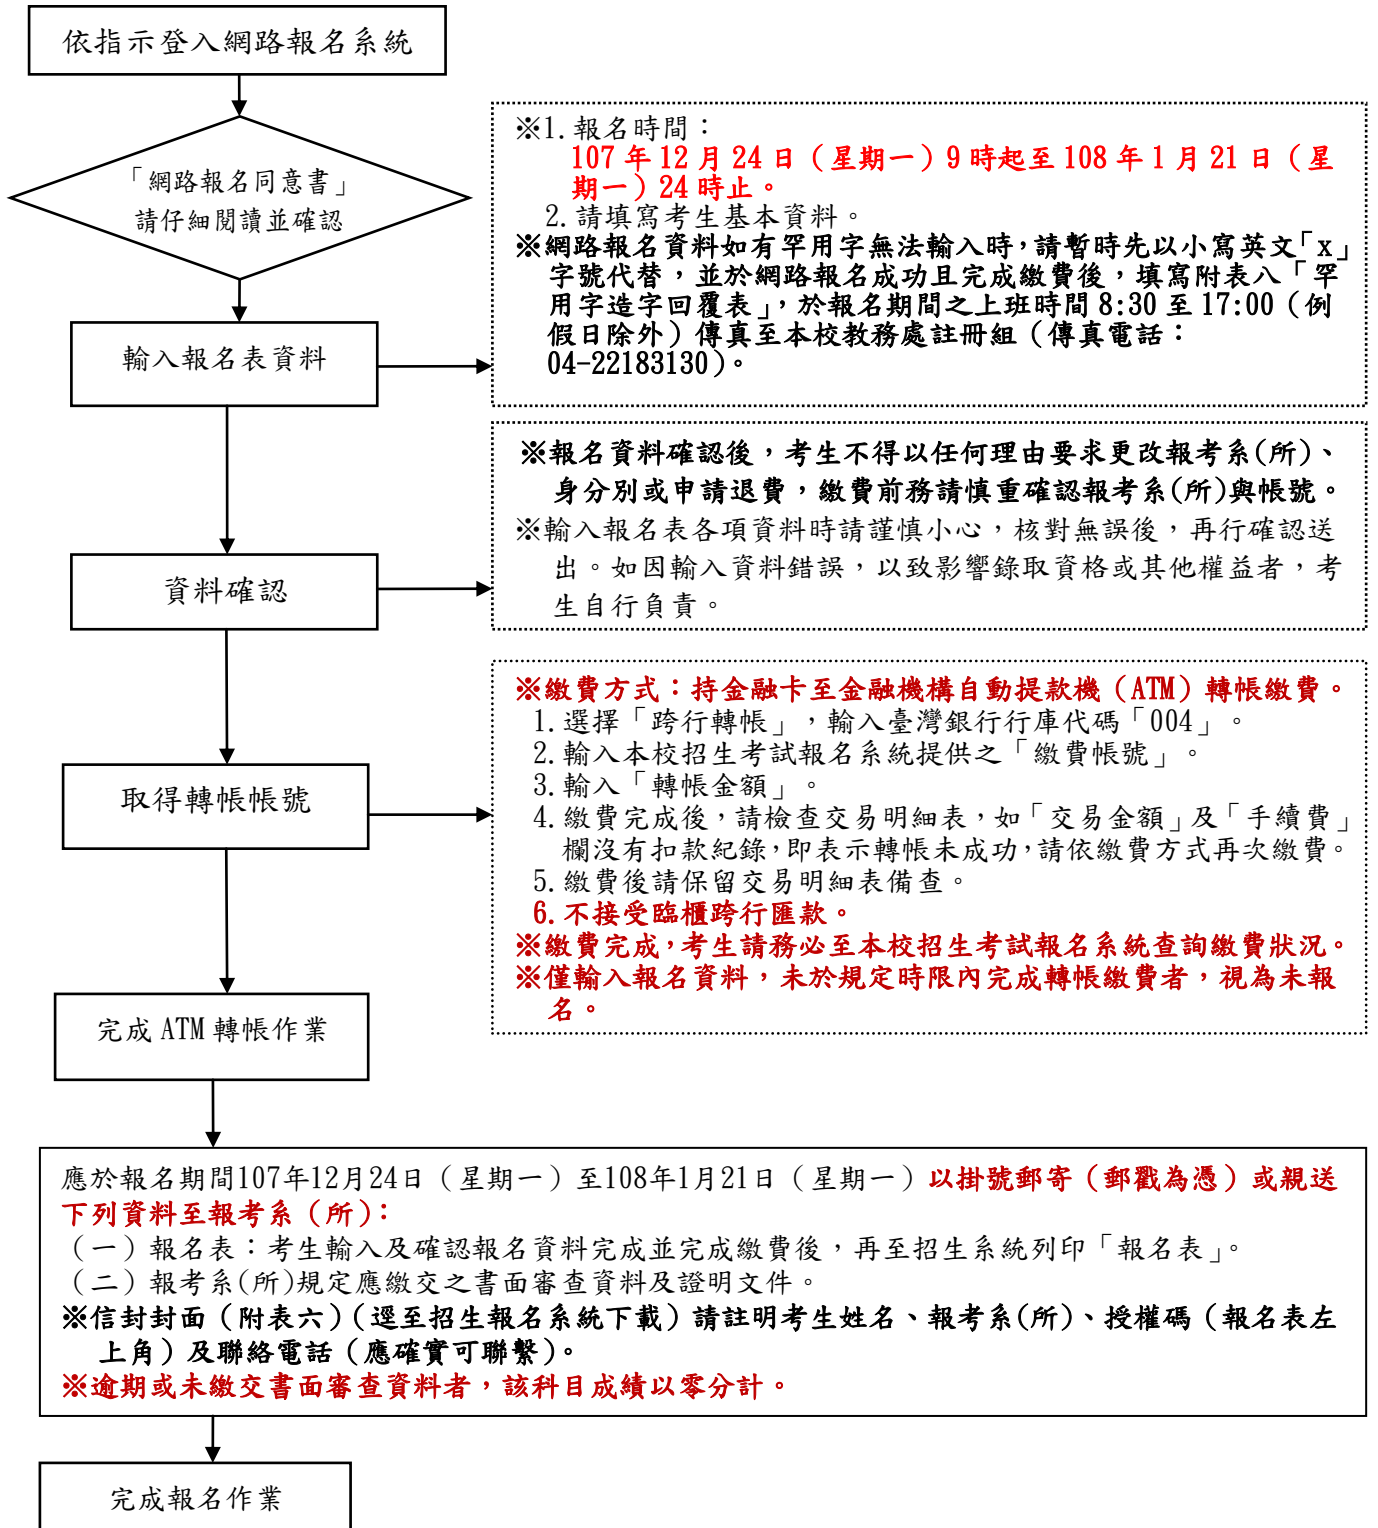 依指示登入網路報名系統
「網路報名同意書」
請仔細閱讀並確認
※1.報名時間：
107 年 12 月 24 日（星期一）9 時起至 108 年 1 月 21 日（星
期一）24 時止。
2.請填寫考生基本資料。
※網路報名資料如有罕用字無法輸入時，請暫時先以小寫英文「x」
字號代替，並於網路報名成功且完成繳費後，填寫附表八「罕
用字造字回覆表」，於報名期間之上班時間 8:30 至 17:00（例
假日除外）傳真至本校教務處註冊組（傳真電話：
04-22183130）。
輸入報名表資料
※報名資料確認後，考生不得以任何理由要求更改報考系(所)、
身分別或申請退費，繳費前務請慎重確認報考系(所)與帳號。
※輸入報名表各項資料時請謹慎小心，核對無誤後，再行確認送
出。如因輸入資料錯誤，以致影響錄取資格或其他權益者，考
生自行負責。
資料確認
※繳費方式：持金融卡至金融機構自動提款機（ATM）轉帳繳費。
1.選擇「跨行轉帳」，輸入臺灣銀行行庫代碼「004」。
2.輸入本校招生考試報名系統提供之「繳費帳號」。
3.輸入「轉帳金額」。
4.繳費完成後，請檢查交易明細表，如「交易金額」及「手續費」
欄沒有扣款紀錄，即表示轉帳未成功，請依繳費方式再次繳費。
5.繳費後請保留交易明細表備查。
6.不接受臨櫃跨行匯款。
※繳費完成，考生請務必至本校招生考試報名系統查詢繳費狀況。
※僅輸入報名資料，未於規定時限內完成轉帳繳費者，視為未報
名。
取得轉帳帳號
完成 ATM 轉帳作業
應於報名期間107年12月24日（星期一）至108年1月21日（星期一）以掛號郵寄（郵戳為憑）或親送
下列資料至報考系（所）：
（一）報名表：考生輸入及確認報名資料完成並完成繳費後，再至招生系統列印「報名表」。
（二）報考系(所)規定應繳交之書面審查資料及證明文件。
※信封封面（附表六）（逕至招生報名系統下載）請註明考生姓名、報考系(所)、授權碼（報名表左
上角）及聯絡電話（應確實可聯繫）。
※逾期或未繳交書面審查資料者，該科目成績以零分計。
完成報名作業